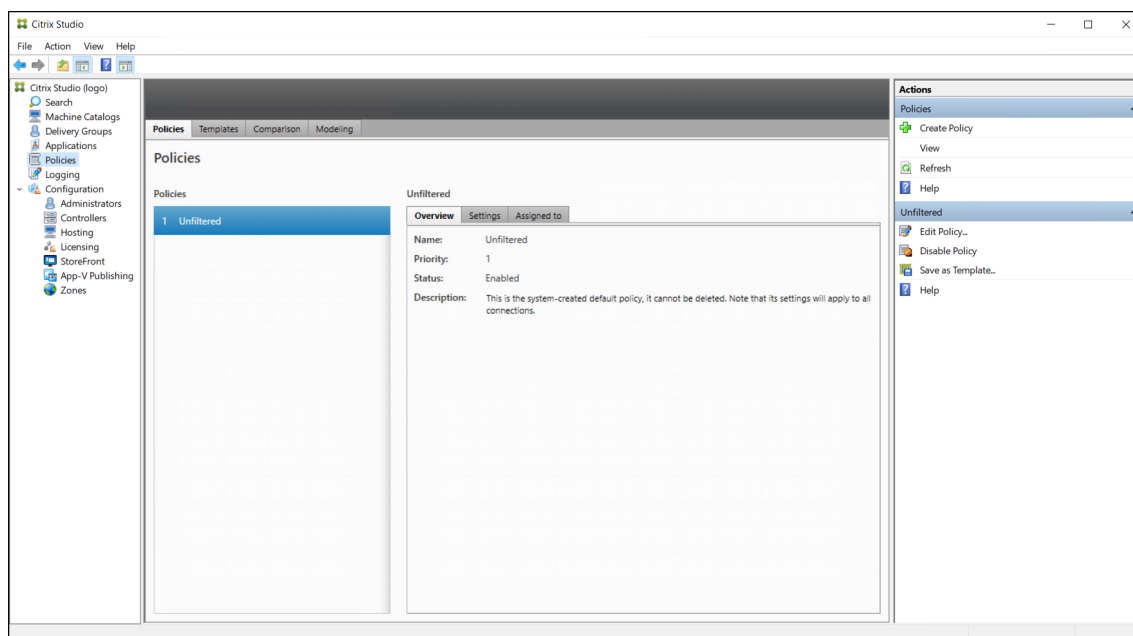 Citrix Studio
File Action View Help
Citrix Studio (logo)
Search
Machine Catalogs
Delivery Groups
Applications
Policies
Logging
Configuration
Administrators
Controllers
Hosting
Licensing
StoreFront
App-V Publishing
Zones
Policies Templates Comparison Modeling
Policies
Policies
1 Unfiltered
Unfiltered
Overview Settings Assigned to
Name: Unfiltered
Priority: 1
Status: Enabled
Description: This is the system-created default policy, it cannot be deleted. Note that its settings will apply to all
connections.
Actions
Policies
Create Policy
View
Refresh
Help
Unfiltered
Edit Policy...
Disable Policy
Save as Template...
Help